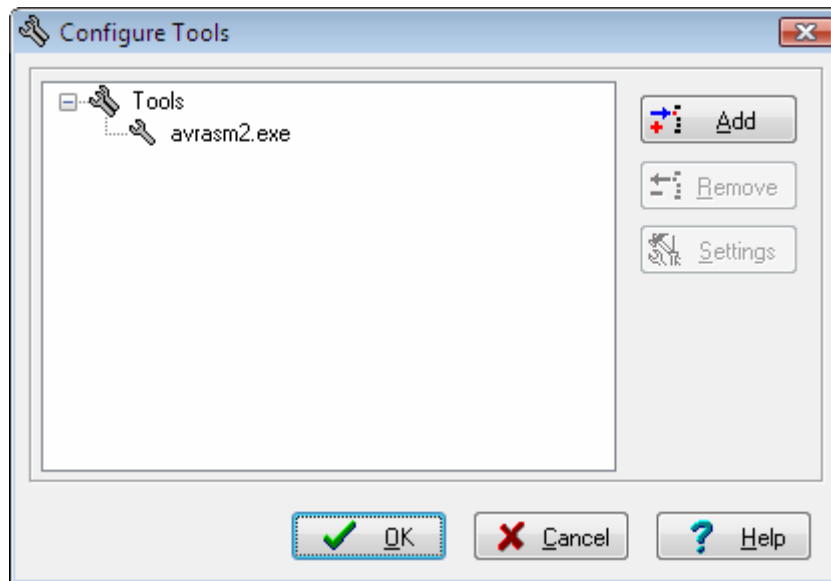 Configure Tools
Tools
avrasm2.exe
Add
Remove
Settings
OK
Cancel
Help